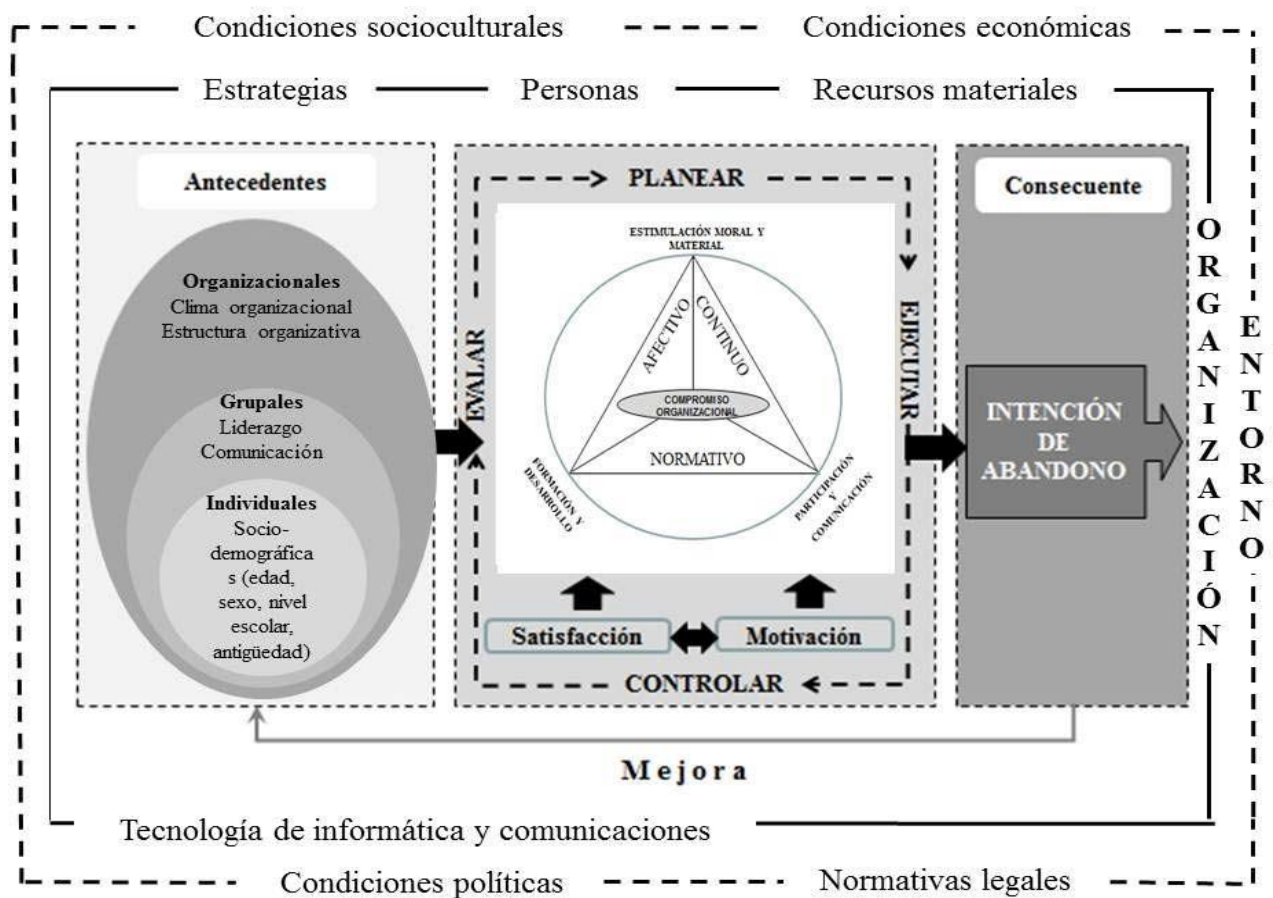 Condiciones socioculturales
Condiciones económicas
Estrategias
Personas
Recursos materiales
Antecedentes
Organizacionales
Clima organizacional
Estructura organizativa
Grupales
Liderazgo
Comunicación
Individuales
Socio-
demográfica
s (edad,
sexo, nivel
escolar,
antigüedad)
PLANEAR
EVALAR
EJECUTAR
ESTIMULACIÓN MORAL Y
MATERIAL
AFECTIVO
CONTINUO
COMPROMISO
ORGANIZACIONAL
NORMATIVO
FORMACIÓN Y
DESARROLLO
PARTICIPACIÓN
Y
COMUNICACIÓN
Satisfacción
Motivación
CONTROLAR
Consecuente
INTENCIÓN
DE
ABANDONO
ORGANIZACIÓN
ENTORNO
Mejora
Tecnología de informática y comunicaciones
Condiciones políticas
Normativas legales